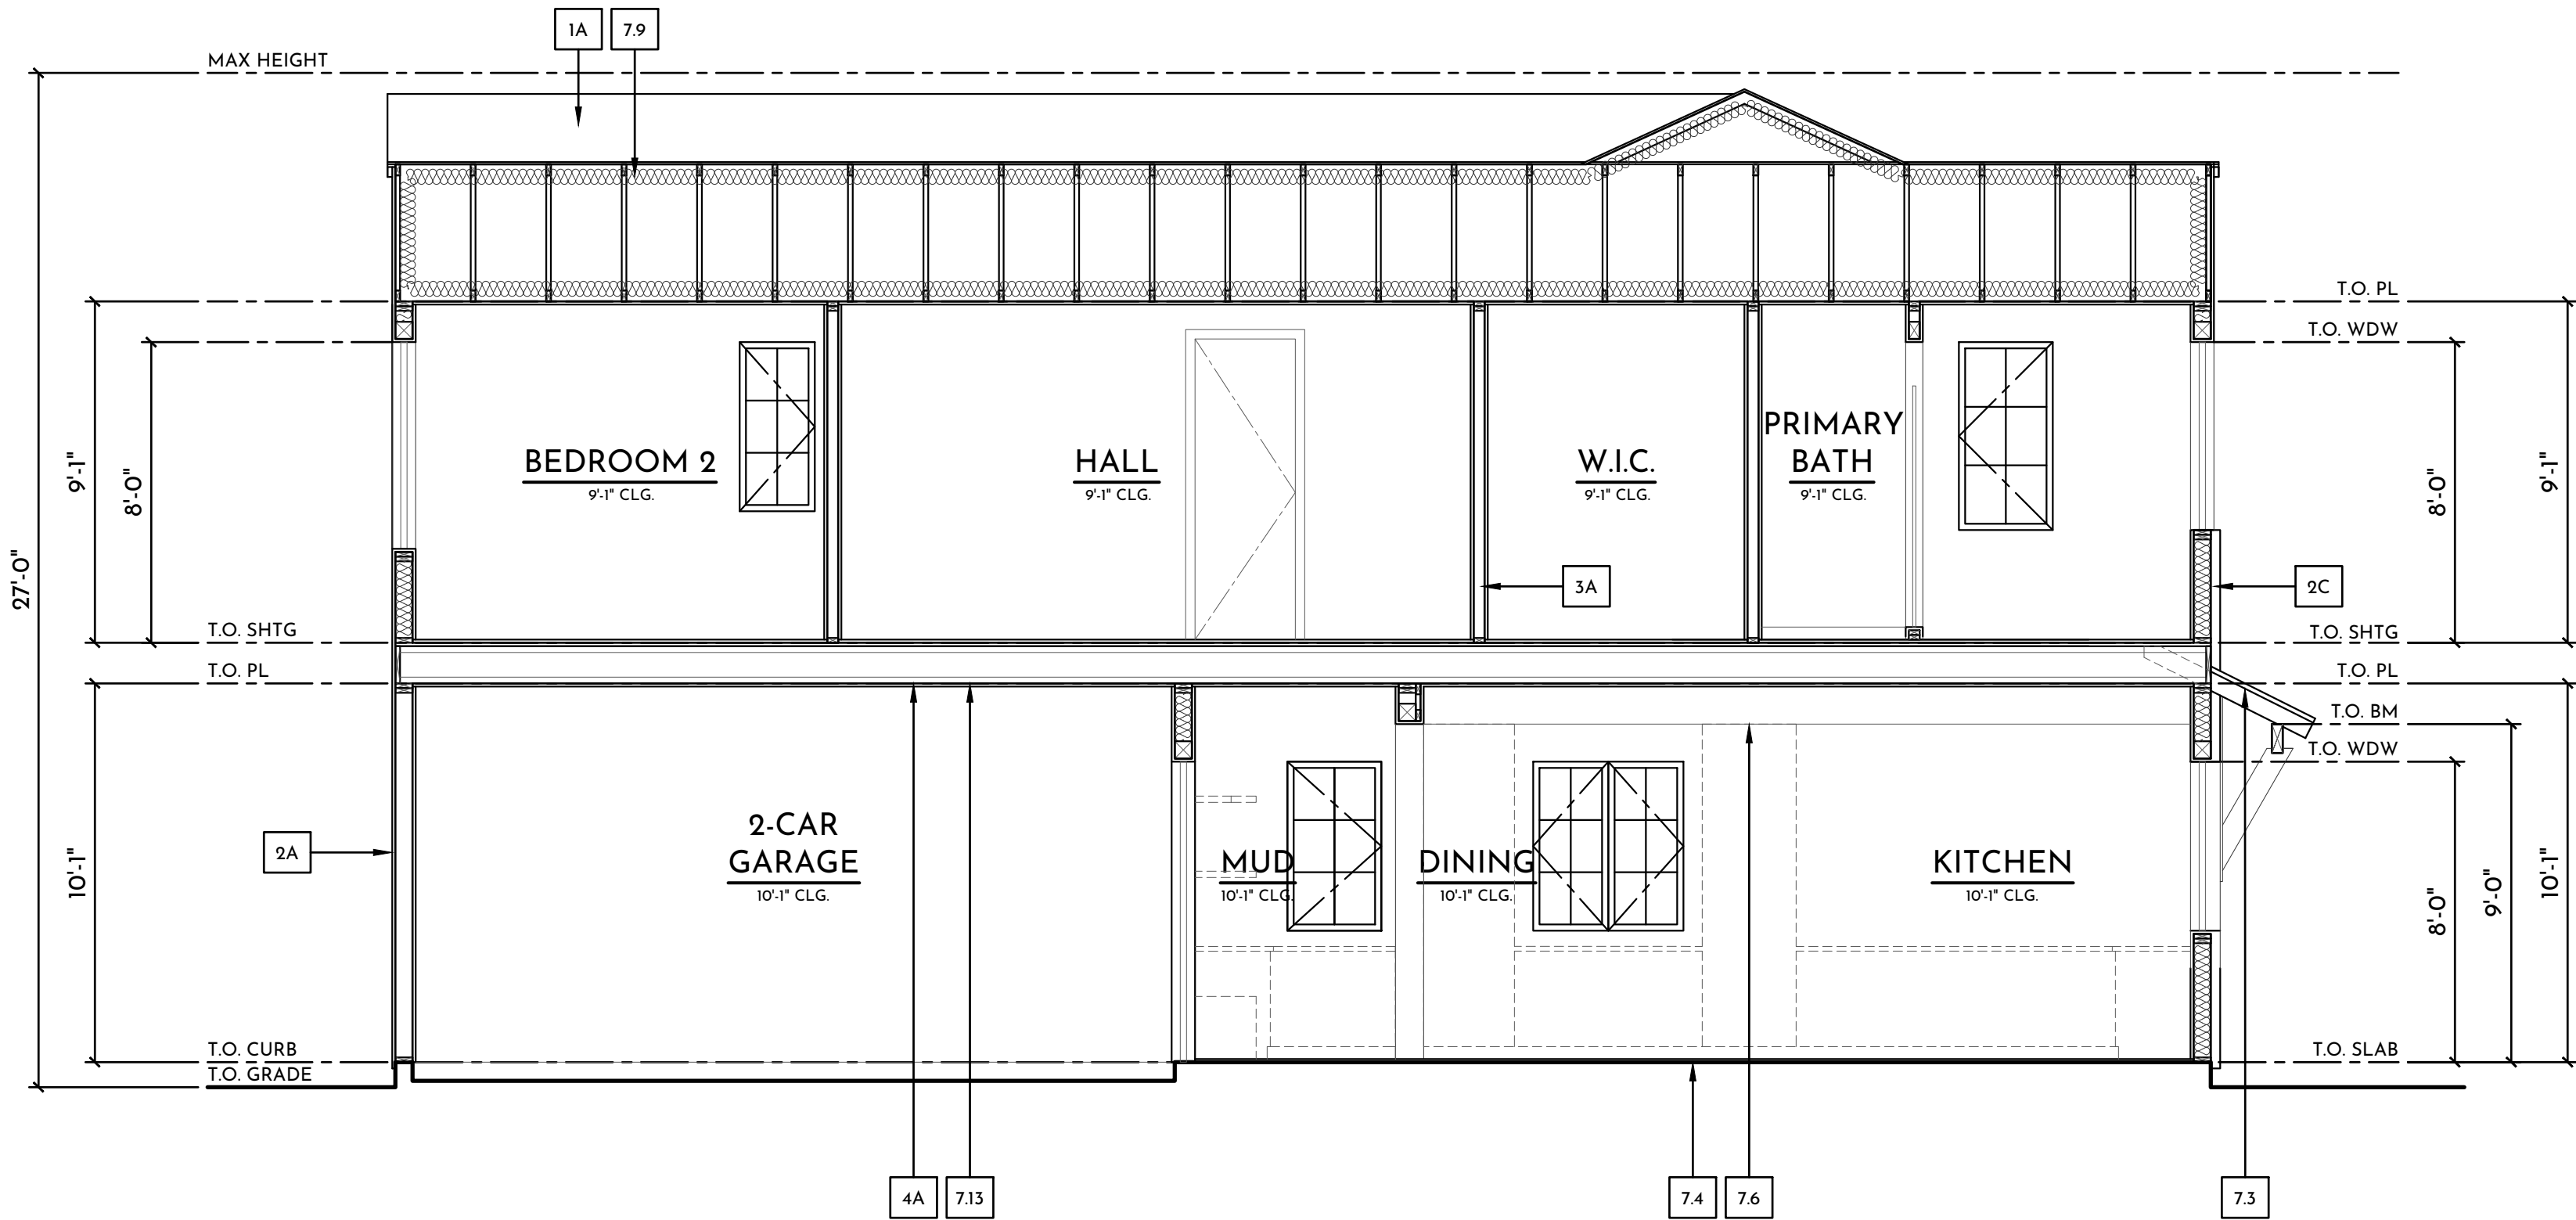 1A
7.9
MAX HEIGHT
T.O. PL
T.O. WDW
PRIMARY
BATH
9'-1" CLG.
BEDROOM 2
9'-1" CLG.
HALL
9'-1" CLG.
W.I.C.
9'-1" CLG.
9'-1"
8'-0"
8'-0"
9'-1"
27'-0"
3A
2C
T.O. SHTG
T.O. SHTG
T.O. PL
T.O. PL
T.O. BM
T.O. WDW
2-CAR
GARAGE
10'-1" CLG.
MUD
10'-1" CLG.
DINING
10'-1" CLG.
KITCHEN
10'-1" CLG.
2A
10'-1"
8'-0"
9'-0"
10'-1"
T.O. CURB
T.O. GRADE
T.O. SLAB
4A
7.13
7.4
7.6
7.3